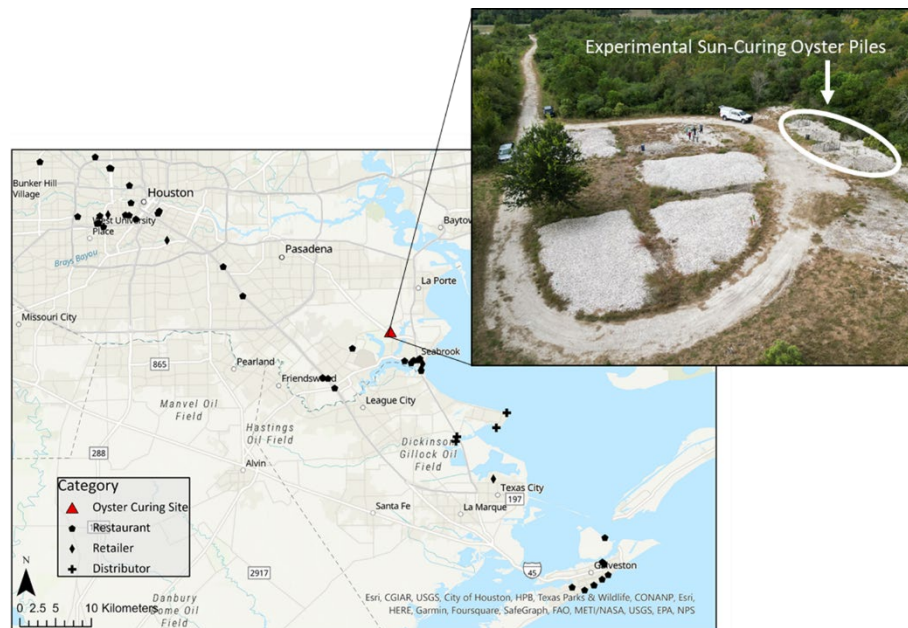 Experimental Sun-Curing Oyster Piles
Bunker Hill
Village
Houston
West University
Place
Brays Bayou
Pasadena
Bayto
La Porte
Missouri City
Seabrook
Pearland
865
Friendswood
League City
Manvel Oil
Field
Hastings
Oil Field
Dickinson
Gillock Oil
Field
288
Alvin
Texas City
197
Santa Fe
La Marque
Category
Oyster Curing Site
Restaurant
Retailer
Distributor
2917
45
Galveston
N
Danbury
Dome Oil
Field
0 2.5 5 10 Kilometers
Esri, CGIAR, USGS, City of Houston, HPB, Texas Parks & Wildlife, CONANP, Esri,
HERE, Garmin, Foursquare, SafeGraph, FAO, METI/NASA, USGS, EPA, NPS